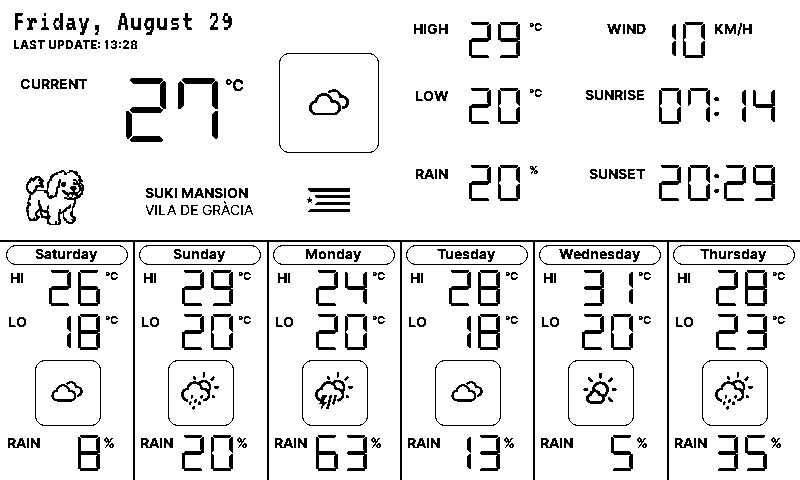 Friday, August 29
LAST UPDATE: 13:28
CURRENT 27 °C
HIGH 29 °C
WIND 10 KM/H
LOW 20 °C
SUNRISE 07:14
RAIN 20 %
SUNSET 20:29
SUKI MANSION
VILA DE GRÀCIA
Saturday
HI 26 °C
LO 18 °C
RAIN 8 %
Sunday
HI 29 °C
LO 20 °C
RAIN 20 %
Monday
HI 24 °C
LO 20 °C
RAIN 63 %
Tuesday
HI 28 °C
LO 18 °C
RAIN 13 %
Wednesday
HI 31 °C
LO 20 °C
RAIN 5 %
Thursday
HI 28 °C
LO 23 °C
RAIN 35 %